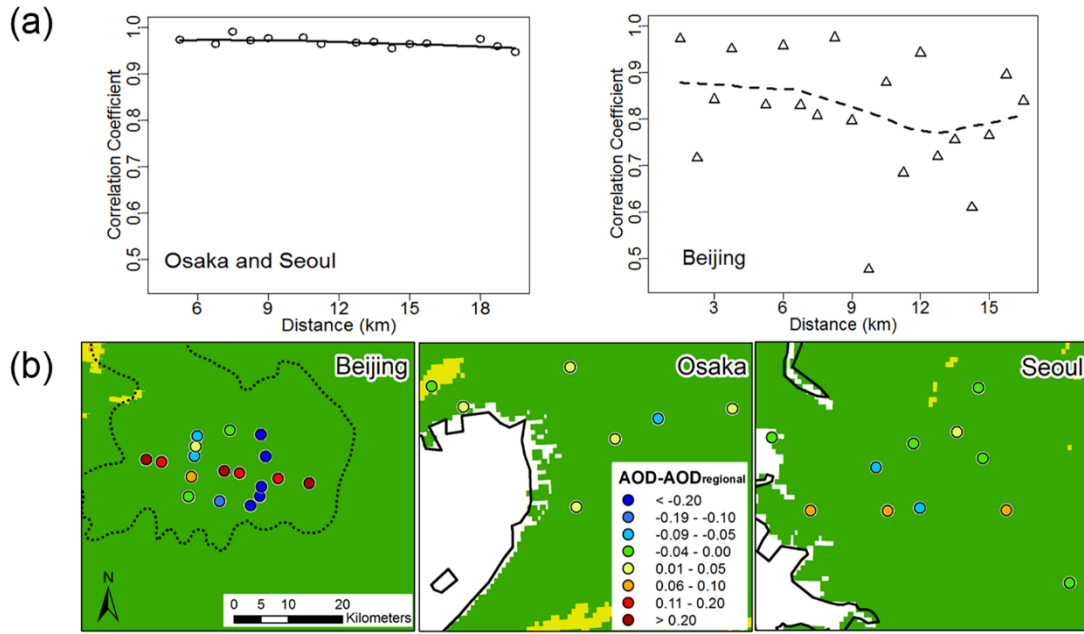 (a)
Correlation Coefficient
1.0
0.9
0.8
0.7
0.6
0.5
Osaka and Seoul
6 9 12 15 18
Distance (km)
Correlation Coefficient
1.0
0.9
0.8
0.7
0.6
0.5
Beijing
3 6 9 12 15
Distance (km)
(b)
Beijing
N
0 5 10 20
Kilometers
Osaka
AOD-AODregional
< -0.20
-0.19 - -0.10
-0.09 - -0.05
-0.04 - 0.00
0.01 - 0.05
0.06 - 0.10
0.11 - 0.20
> 0.20
Seoul